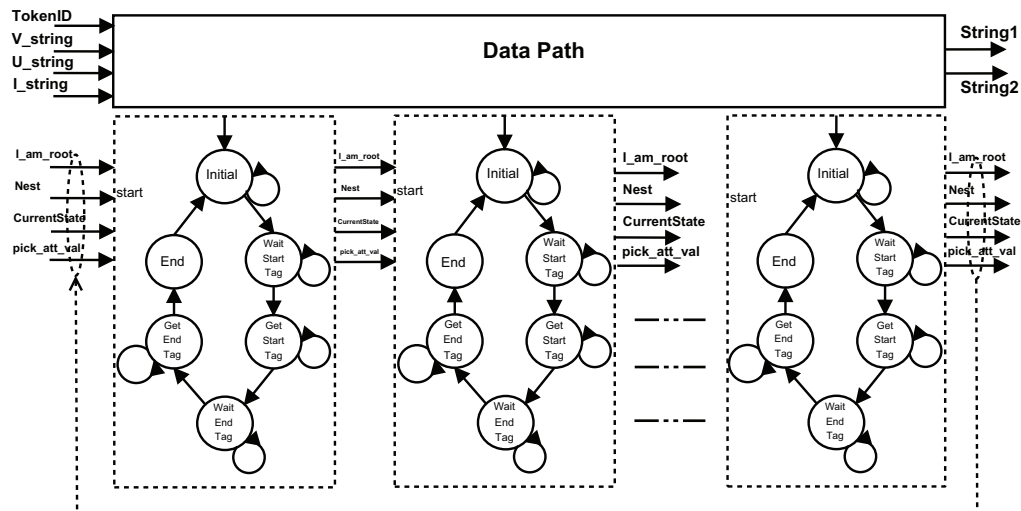 TokenID
V_string
U_string
I_string
Data Path
String1
String2
I_am_root
Nest
CurrentState
pick_att_val
start
Initial
Wait
Start
Tag
Get
Start
Tag
Wait
End
Tag
Get
End
Tag
End
I_am_root
Nest
CurrentState
pick_att_val
start
Initial
Wait
Start
Tag
Get
Start
Tag
Wait
End
Tag
Get
End
Tag
End
I_am_root
Nest
CurrentState
pick_att_val
start
Initial
Wait
Start
Tag
Get
Start
Tag
Wait
End
Tag
Get
End
Tag
End
I_am_root
Nest
CurrentState
pick_att_val